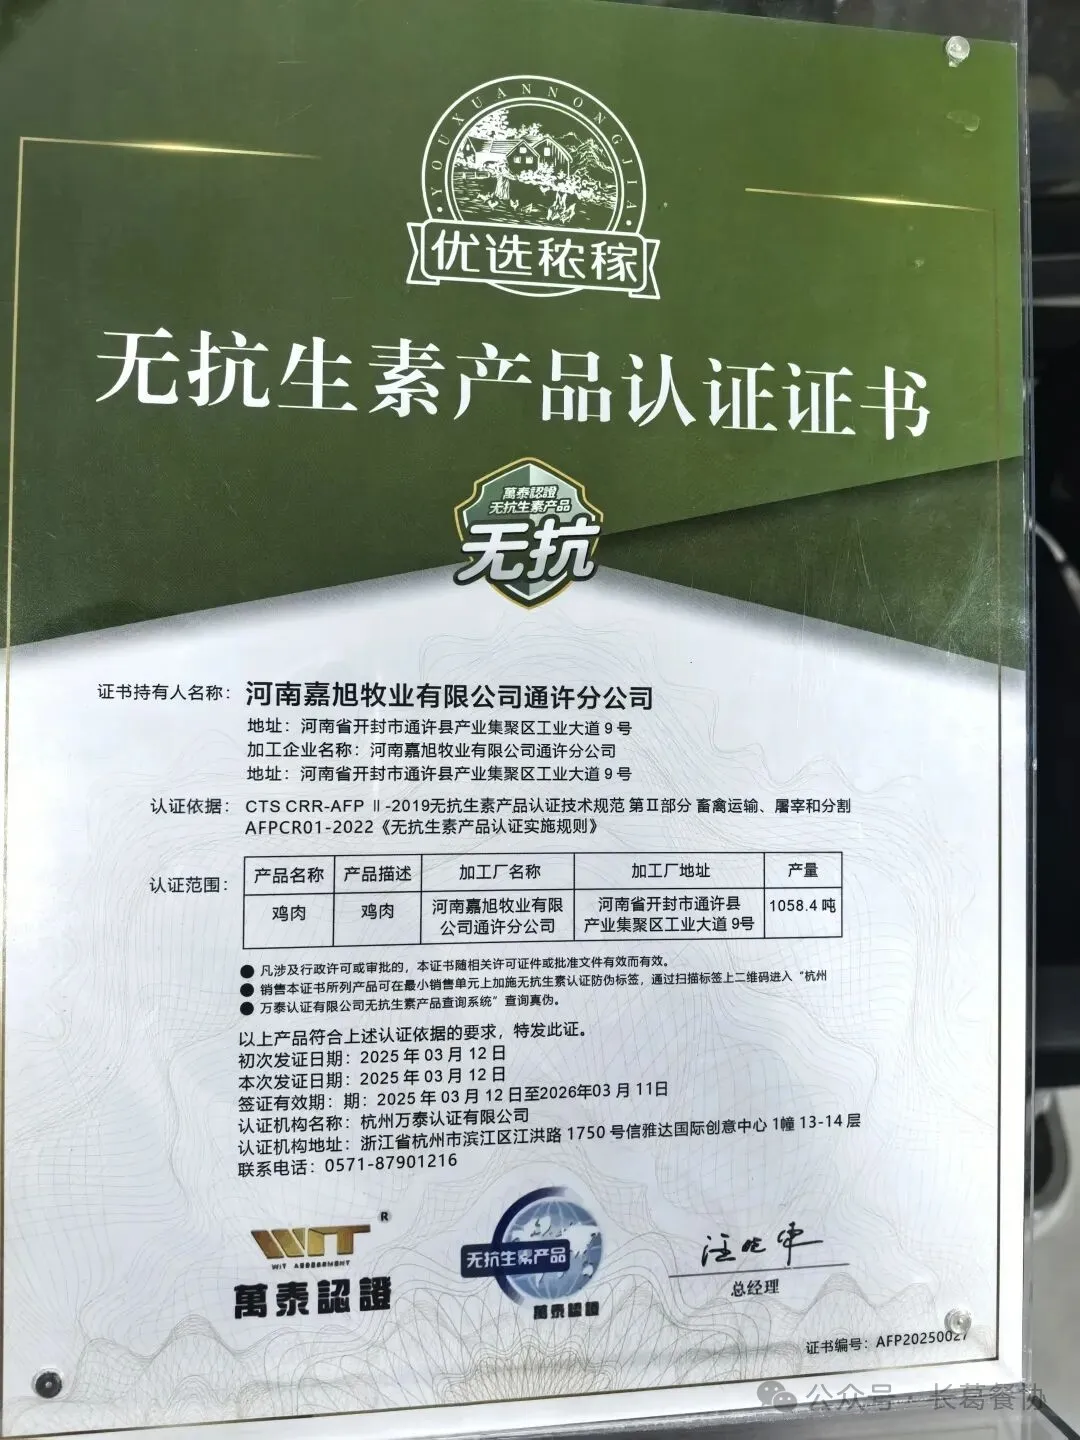 YOUXUANNONGJIA
优选秾稼
无抗生素产品认证证书
萬泰認證
无抗生素产品
无抗
证书持有人名称：河南嘉旭牧业有限公司通许分公司
地址：河南省开封市通许县产业集聚区工业大道9号
加工企业名称：河南嘉旭牧业有限公司通许分公司
地址：河南省开封市通许县产业集聚区工业大道9号
认证依据：CTS CRR-AFP Ⅱ-2019无抗生素产品认证技术规范 第Ⅱ部分 畜禽运输、屠宰和分割
AFPCR01-2022《无抗生素产品认证实施规则》
认证范围：
产品名称 产品描述 加工厂名称 加工厂地址 产量
鸡肉 鸡肉 河南嘉旭牧业有限 河南省开封市通许县 1058.4吨
公司通许分公司 产业集聚区工业大道9号
●凡涉及行政许可或审批的，本证书随相关许可证件或批准文件有效而有效。
●销售本证书所列产品可在最小销售单元上加施无抗生素认证防伪标签，通过扫描标签上二维码进入“杭州
●万泰认证有限公司无抗生素产品查询系统”查询真伪。
以上产品符合上述认证依据的要求，特发此证。
初次发证日期：2025年03月12日
本次发证日期：2025年03月12日
签证有效期：期：2025年03月12日至2026年03月11日
认证机构名称：杭州万泰认证有限公司
认证机构地址：浙江省杭州市滨江区江洪路1750号信雅达国际创意中心1幢13-14层
联系电话：0571-87901216
WIT ®
WIT ASSESSMENT
萬泰認證
无抗生素产品
萬泰認證
总经理
证书编号：AFP20250027
公众号·长葛餐协